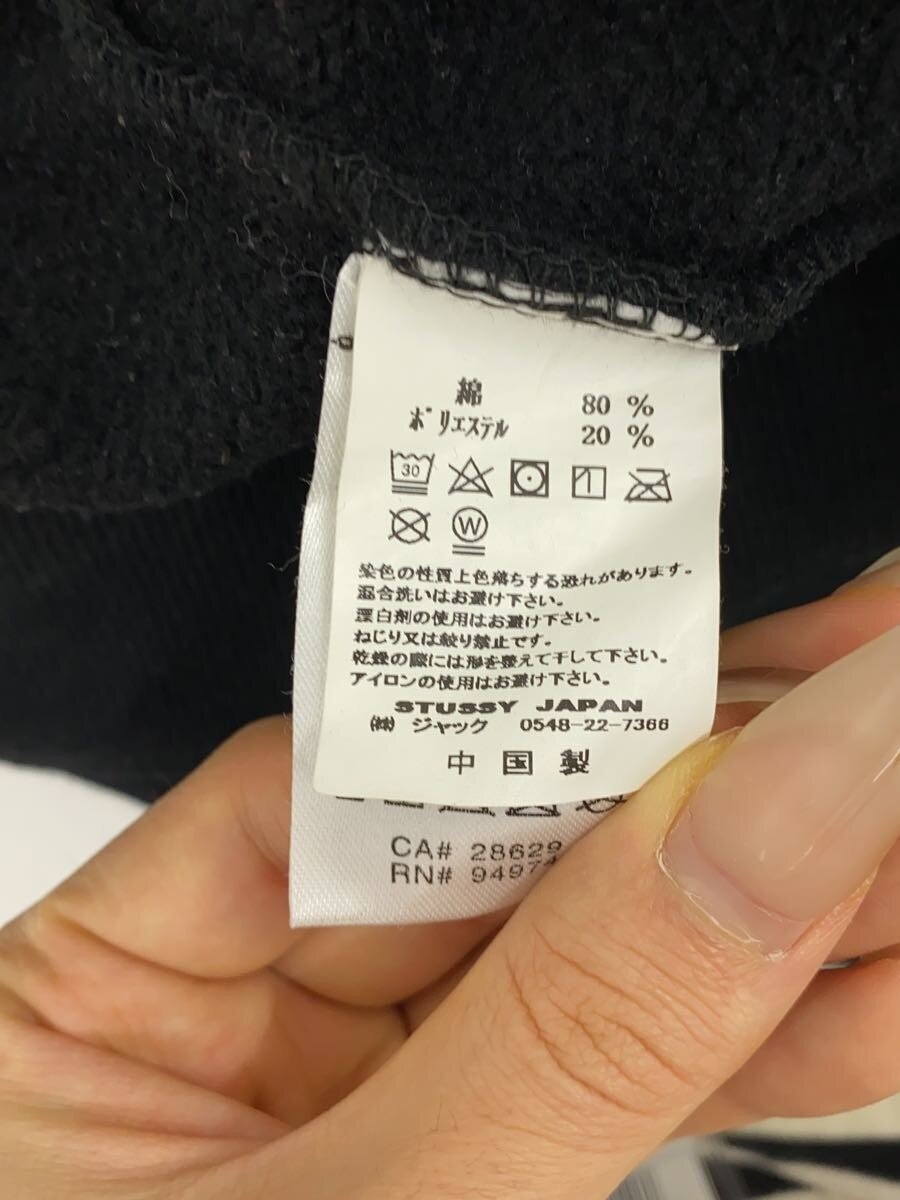 綿 80 %
ポリエステル 20 %
30
W
染色の性質上色落ちする恐れがあります。
混合洗いはお避け下さい。
漂白剤の使用はお避け下さい。
ねじり又は絞り禁止です。
乾燥の際には形を整えて干して下さい。
アイロンの使用はお避け下さい。
STUSSY JAPAN
㈱ ジャック 0548-22-7366
中国製
CA# 28629
RN# 94974